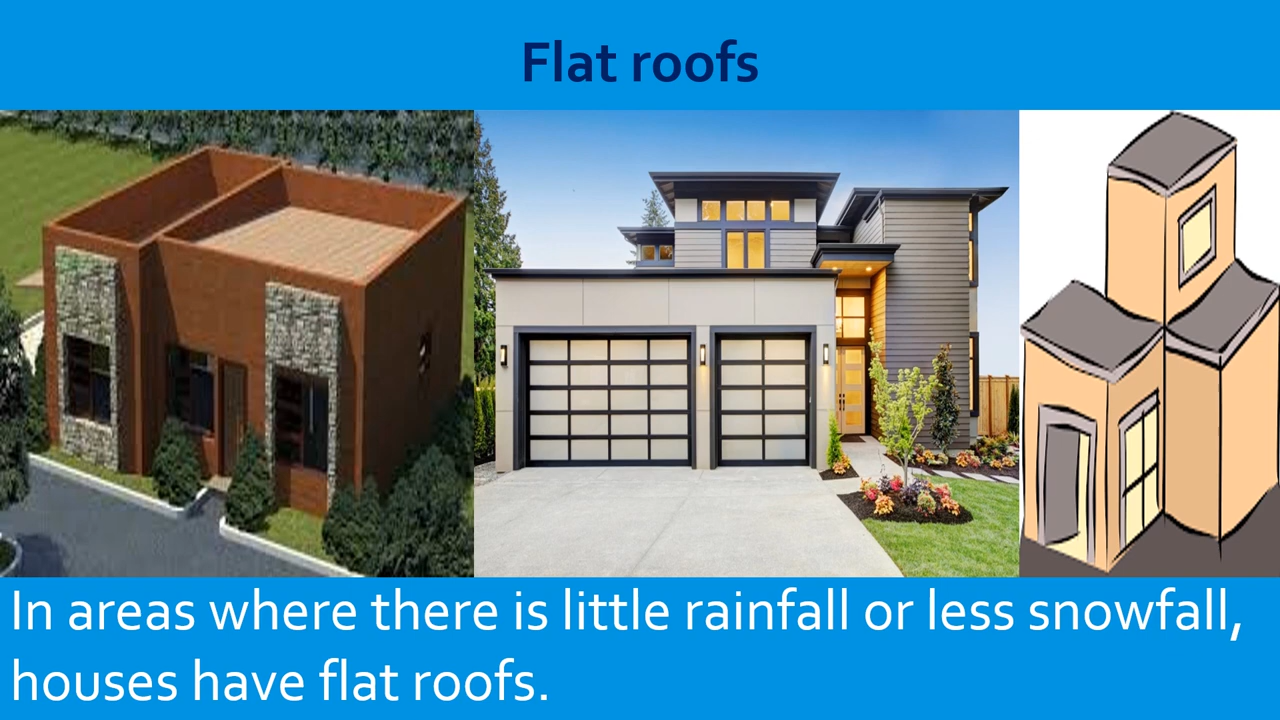 Flat roofs
In areas where there is little rainfall or less snowfall,
houses have flat roofs.